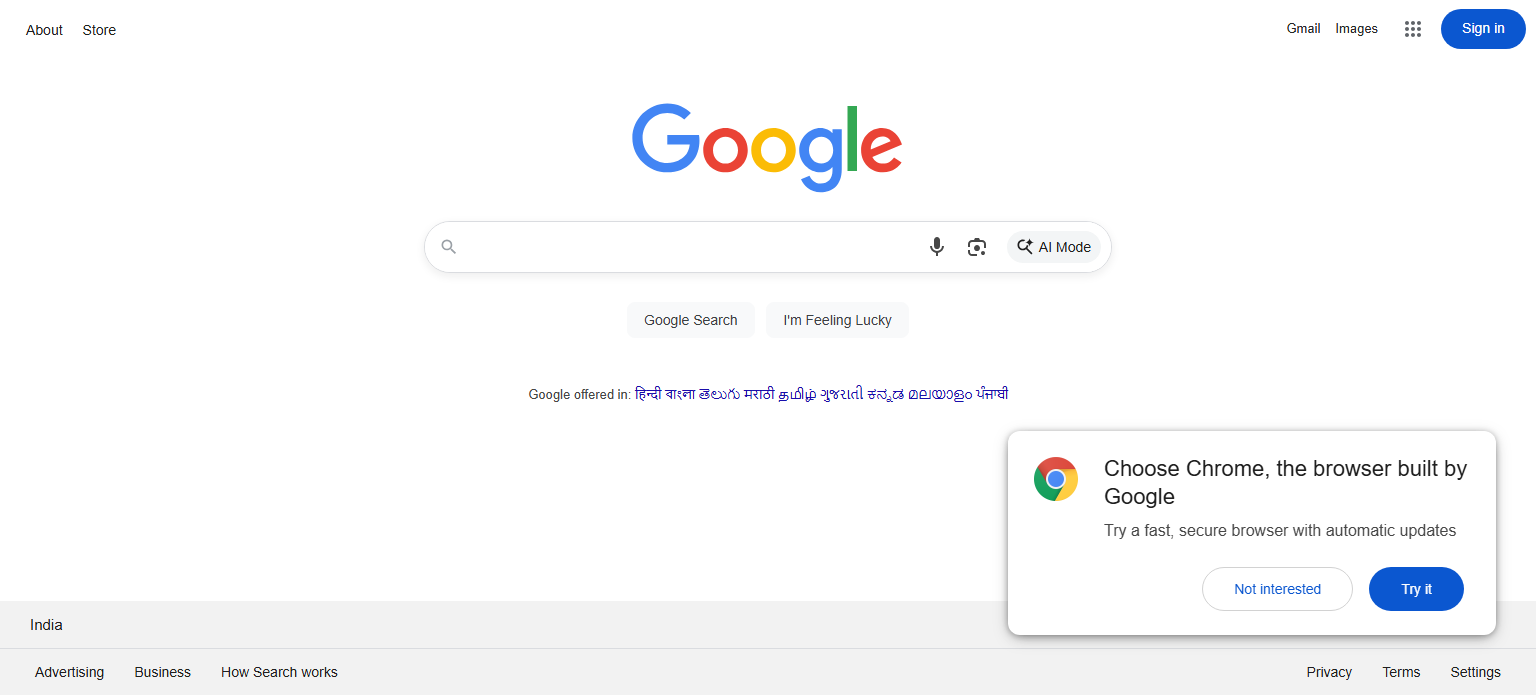 About Store
Gmail Images Sign in
Google
AI Mode
Google Search I'm Feeling Lucky
Google offered in: हिन्दी বাংলা తెలుగు मराठी தமிழ் ગુજરાતી ಕನ್ನಡ മലയാളം ਪੰਜਾਬੀ
Choose Chrome, the browser built by
Google
Try a fast, secure browser with automatic updates
Not interested Try it
India
Advertising Business How Search works
Privacy Terms Settings